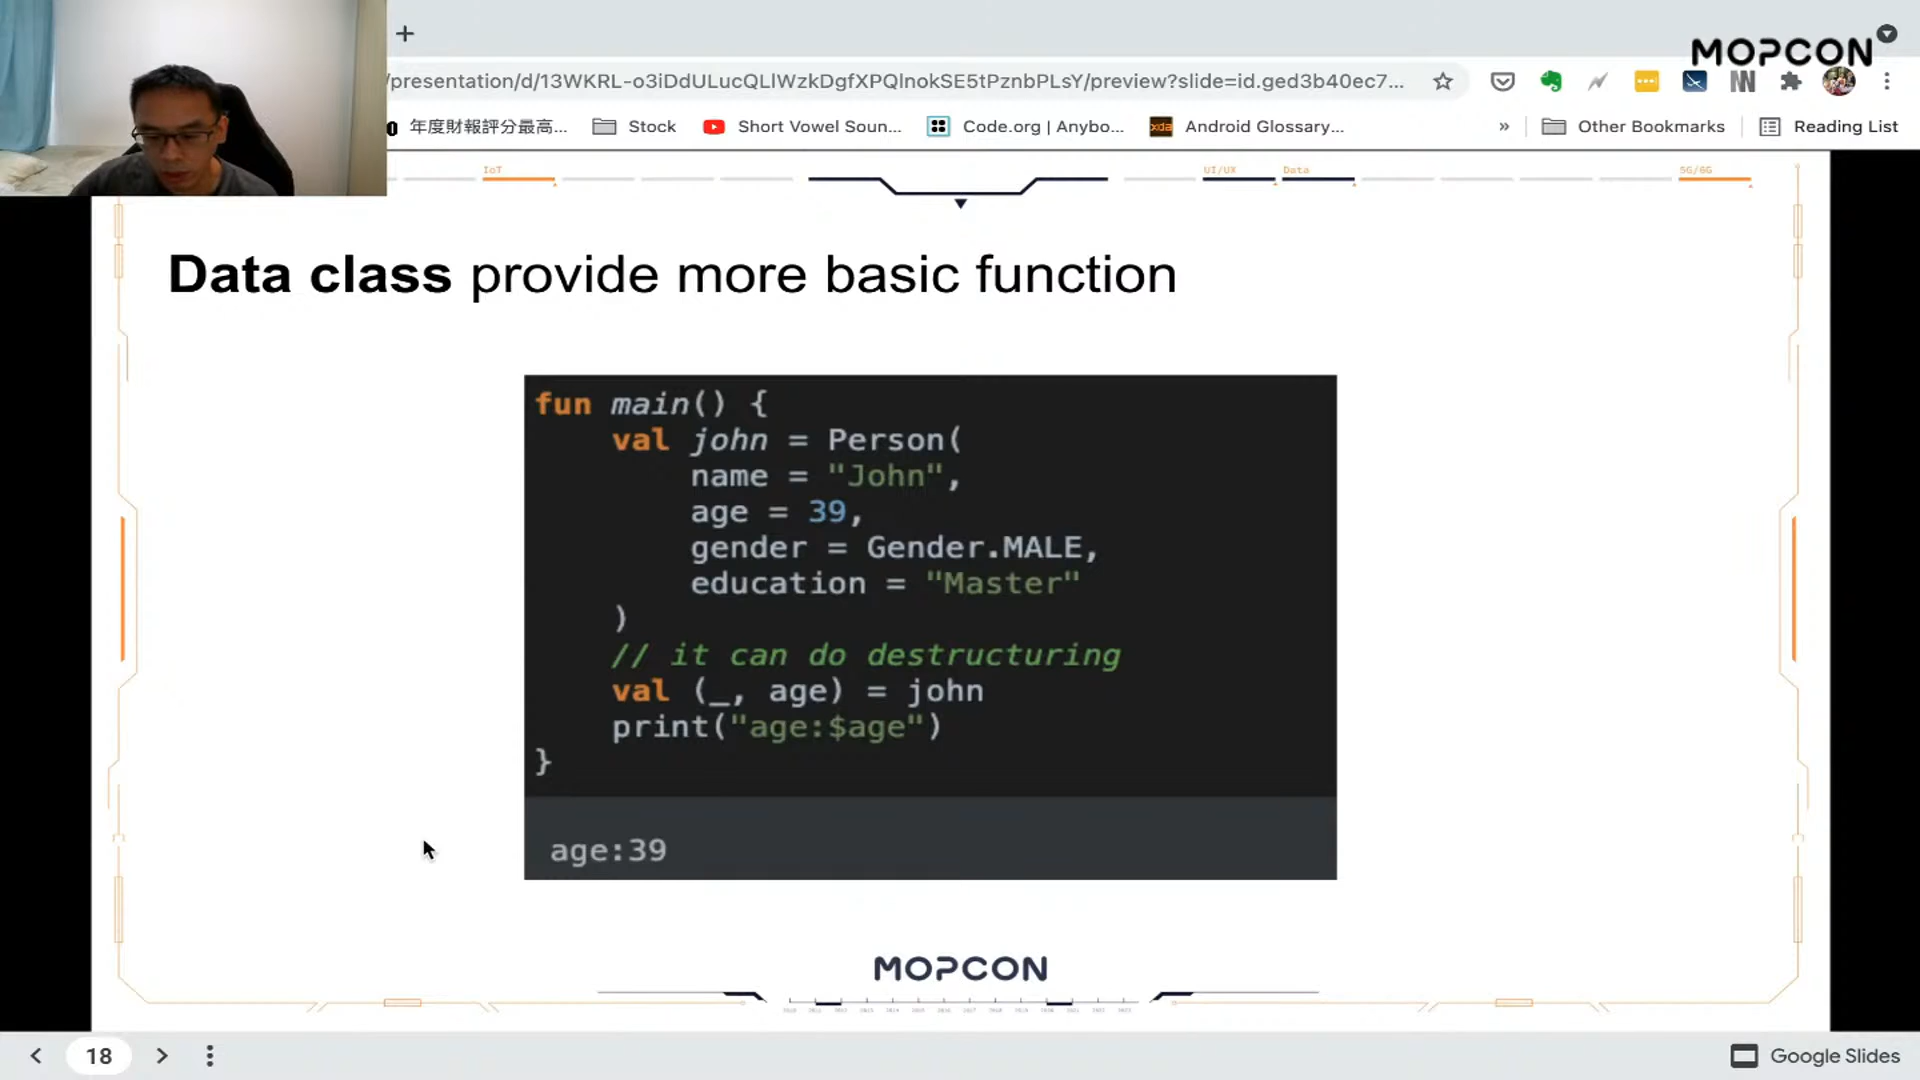 MOPCON
/presentation/d/13WKRL-o3iDdULucQLlWzkDgfXPQlnokSE5tPznbPLsY/preview?slide=id.ged3b40ec7...
年度財報評分最高...
Stock
Short Vowel Soun...
Code.org | Anybo...
xda
Android Glossary...
»
Other Bookmarks
Reading List
IoT
UI/UX
Data
5G/6G
Data class provide more basic function
fun main() {
val john = Person(
name = "John",
age = 39,
gender = Gender.MALE,
education = "Master"
)
// it can do destructuring
val (_, age) = john
print("age:$age")
}
age:39
MOPCON
18
Google Slides